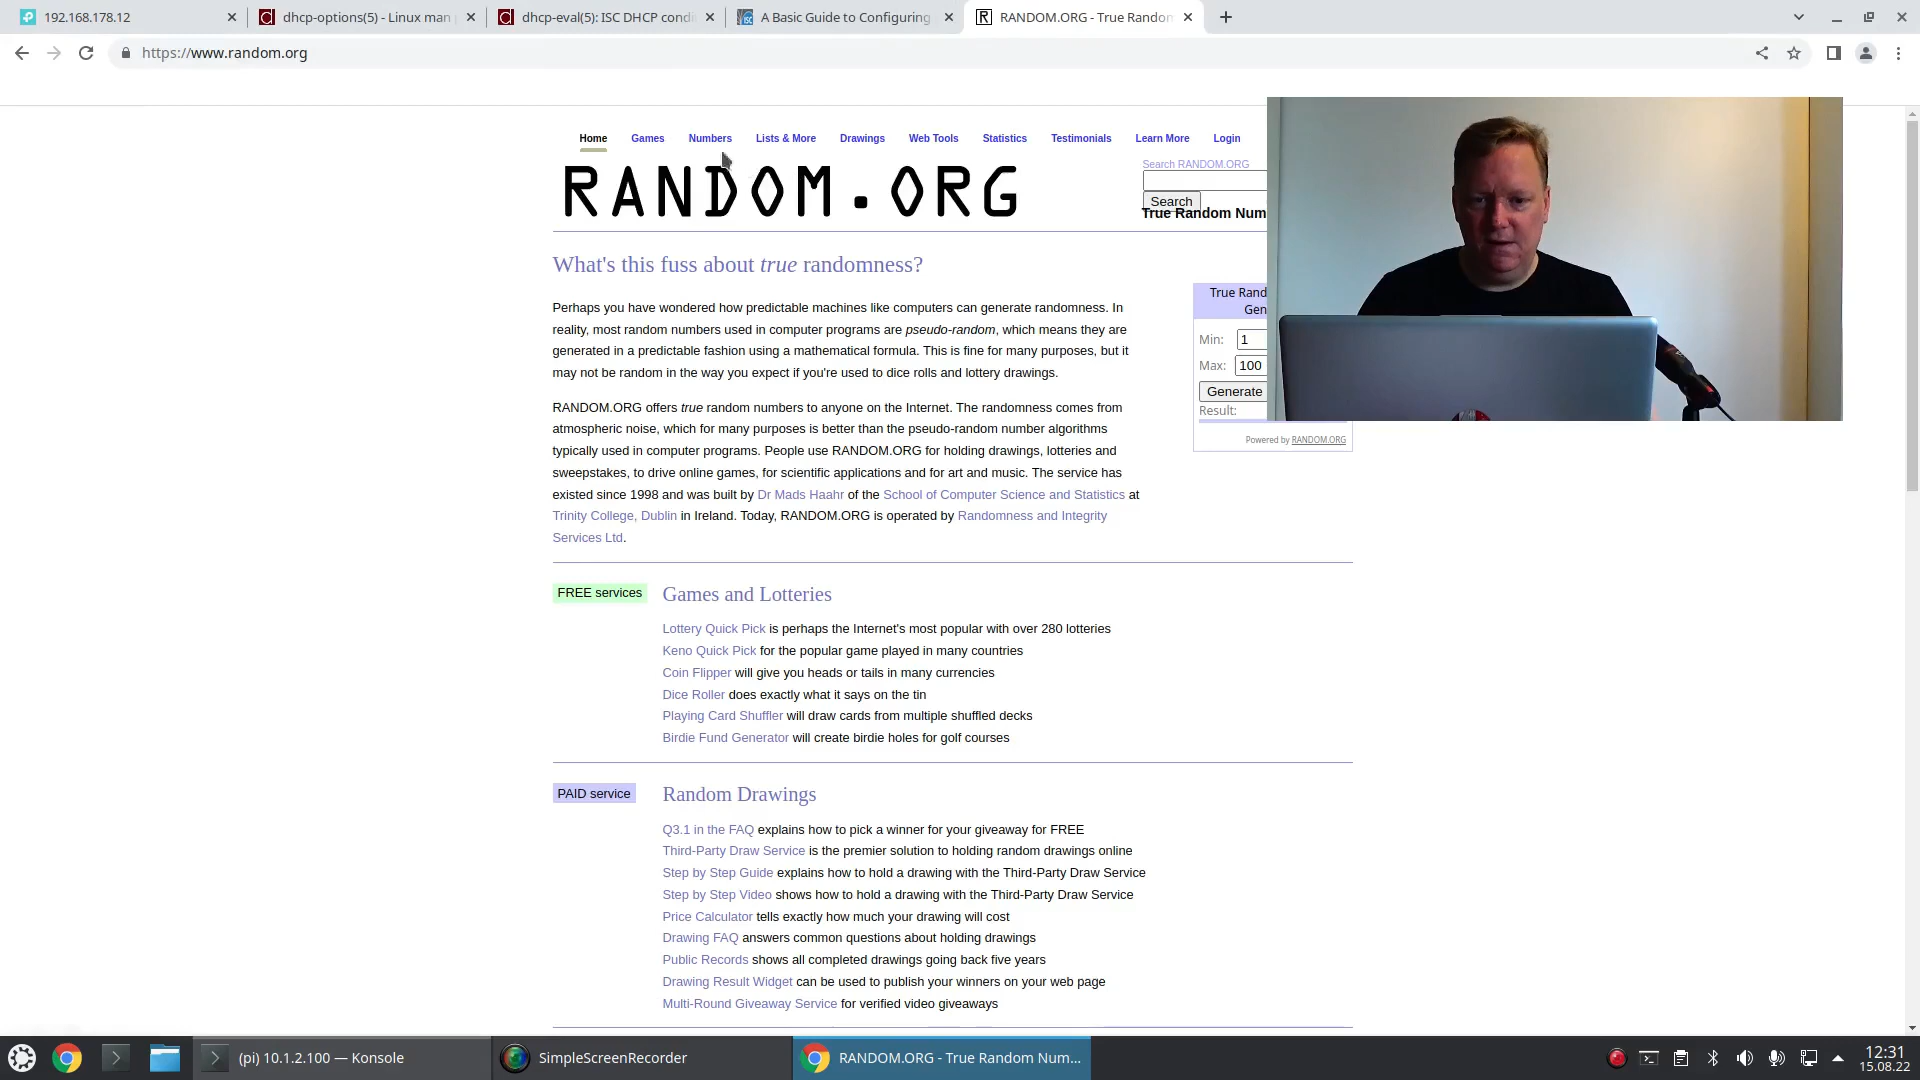 192.168.178.12
dhcp-options(5) - Linux man
dhcp-eval(5): ISC DHCP condi
A Basic Guide to Configuring
RANDOM.ORG - True Random
https://www.random.org
Home Games Numbers Lists & More Drawings Web Tools Statistics Testimonials Learn More Login
RANDOM.ORG
Search RANDOM.ORG
Search
True Random Num
What's this fuss about true randomness?
Perhaps you have wondered how predictable machines like computers can generate randomness. In
reality, most random numbers used in computer programs are pseudo-random, which means they are
generated in a predictable fashion using a mathematical formula. This is fine for many purposes, but it
may not be random in the way you expect if you're used to dice rolls and lottery drawings.
RANDOM.ORG offers true random numbers to anyone on the Internet. The randomness comes from
atmospheric noise, which for many purposes is better than the pseudo-random number algorithms
typically used in computer programs. People use RANDOM.ORG for holding drawings, lotteries and
sweepstakes, to drive online games, for scientific applications and for art and music. The service has
existed since 1998 and was built by Dr Mads Haahr of the School of Computer Science and Statistics at
Trinity College, Dublin in Ireland. Today, RANDOM.ORG is operated by Randomness and Integrity
Services Ltd.
True Rand
Gen
Min: 1
Max: 100
Generate
Result:
Powered by RANDOM.ORG
FREE services
Games and Lotteries
Lottery Quick Pick is perhaps the Internet's most popular with over 280 lotteries
Keno Quick Pick for the popular game played in many countries
Coin Flipper will give you heads or tails in many currencies
Dice Roller does exactly what it says on the tin
Playing Card Shuffler will draw cards from multiple shuffled decks
Birdie Fund Generator will create birdie holes for golf courses
PAID service
Random Drawings
Q3.1 in the FAQ explains how to pick a winner for your giveaway for FREE
Third-Party Draw Service is the premier solution to holding random drawings online
Step by Step Guide explains how to hold a drawing with the Third-Party Draw Service
Step by Step Video shows how to hold a drawing with the Third-Party Draw Service
Price Calculator tells exactly how much your drawing will cost
Drawing FAQ answers common questions about holding drawings
Public Records shows all completed drawings going back five years
Drawing Result Widget can be used to publish your winners on your web page
Multi-Round Giveaway Service for verified video giveaways
(pi) 10.1.2.100 — Konsole
SimpleScreenRecorder
RANDOM.ORG - True Random Num...
12:31
15.08.22